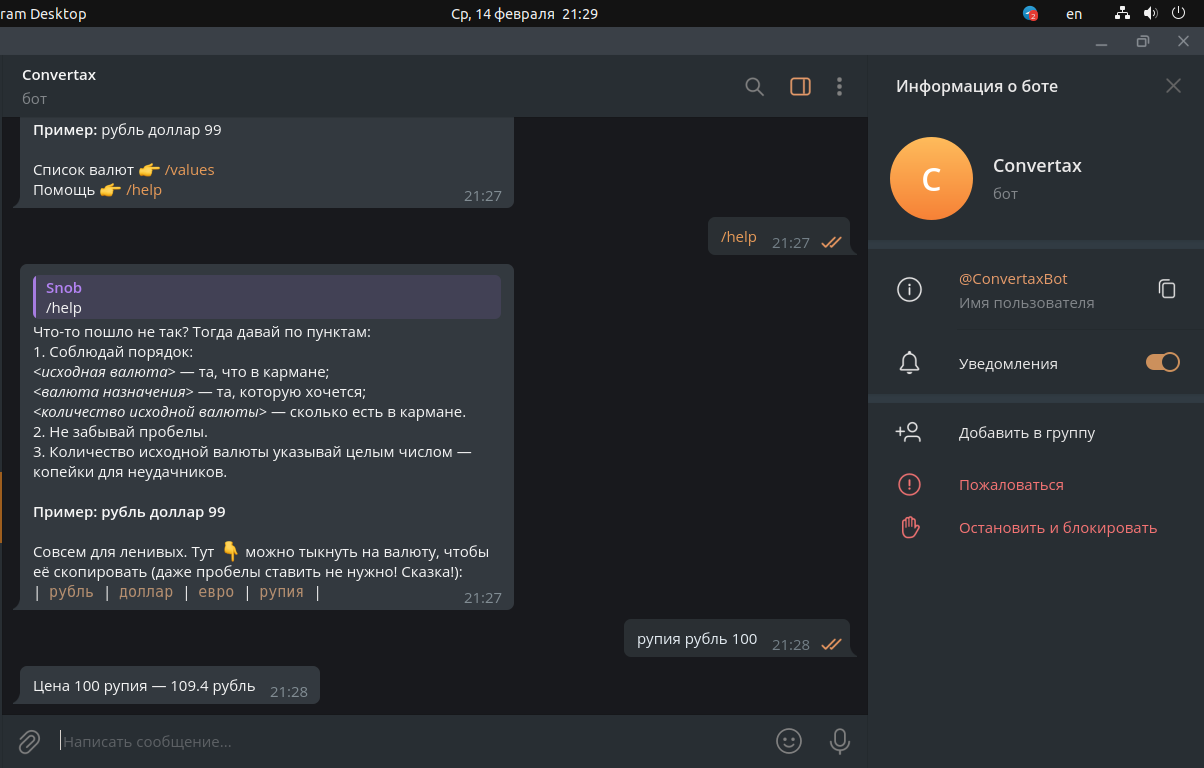 ram Desktop
Ср, 14 февраля 21:29
2
en
Convertax
бот
Пример: рубль доллар 99
Список валют 👉 /values
Помощь 👉 /help
21:27
/help
21:27
Snob
/help
Что-то пошло не так? Тогда давай по пунктам:
1. Соблюдай порядок:
<исходная валюта> — та, что в кармане;
<валюта назначения> — та, которую хочется;
<количество исходной валюты> — сколько есть в кармане.
2. Не забывай пробелы.
3. Количество исходной валюты указывай целым числом —
копейки для неудачников.
Пример: рубль доллар 99
Совсем для ленивых. Тут 👇 можно тыкнуть на валюту, чтобы
её скопировать (даже пробелы ставить не нужно! Сказка!):
| рубль | доллар | евро | рупия |
21:27
рупия рубль 100
21:28
Цена 100 рупия — 109.4 рубль
21:28
Написать сообщение...
Информация о боте
C
Convertax
бот
@ConvertaxBot
Имя пользователя
Уведомления
Добавить в группу
Пожаловаться
Остановить и блокировать